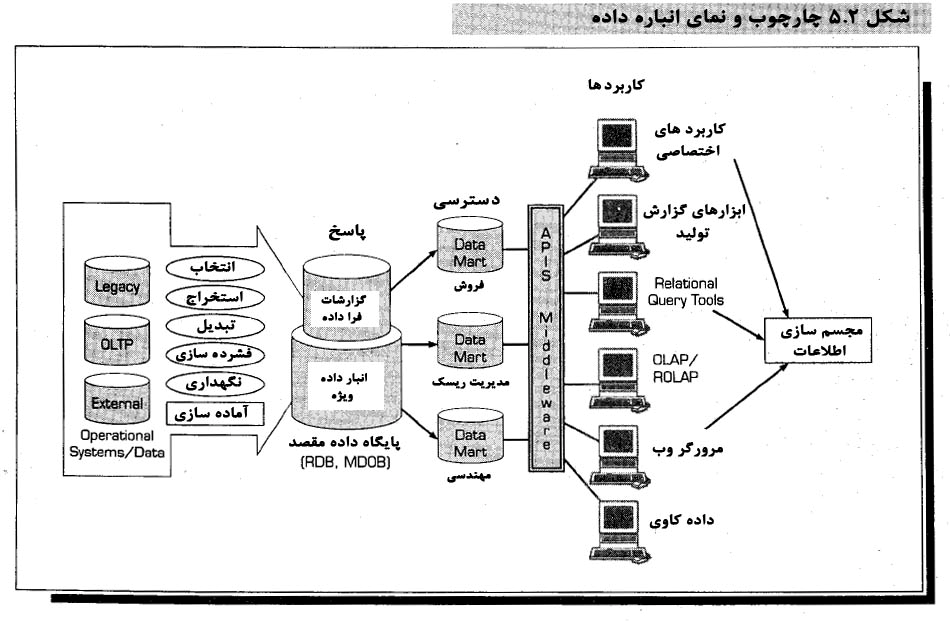 شکل ۵.۲ چارچوب و نمای انباره داده
کاربردها
کاربرد های
اختصاصی
ابزارهای گزارش
تولید
Relational
Query Tools
OLAP/
ROLAP
مرورگر وب
داده کاوی
مجسم سازی
اطلاعات
APIS Middleware
دسترسی
Data
Mart
فروش
Data
Mart
مدیریت ریسک
Data
Mart
مهندسی
پاسخ
گزارشات
فرا داده
انبار داده
ویژه
پایگاه داده مقصد
(RDB, MDOB)
انتخاب
استخراج
تبدیل
فشرده سازی
نگهداری
آماده سازی
Legacy
OLTP
External
Operational
Systems/Data